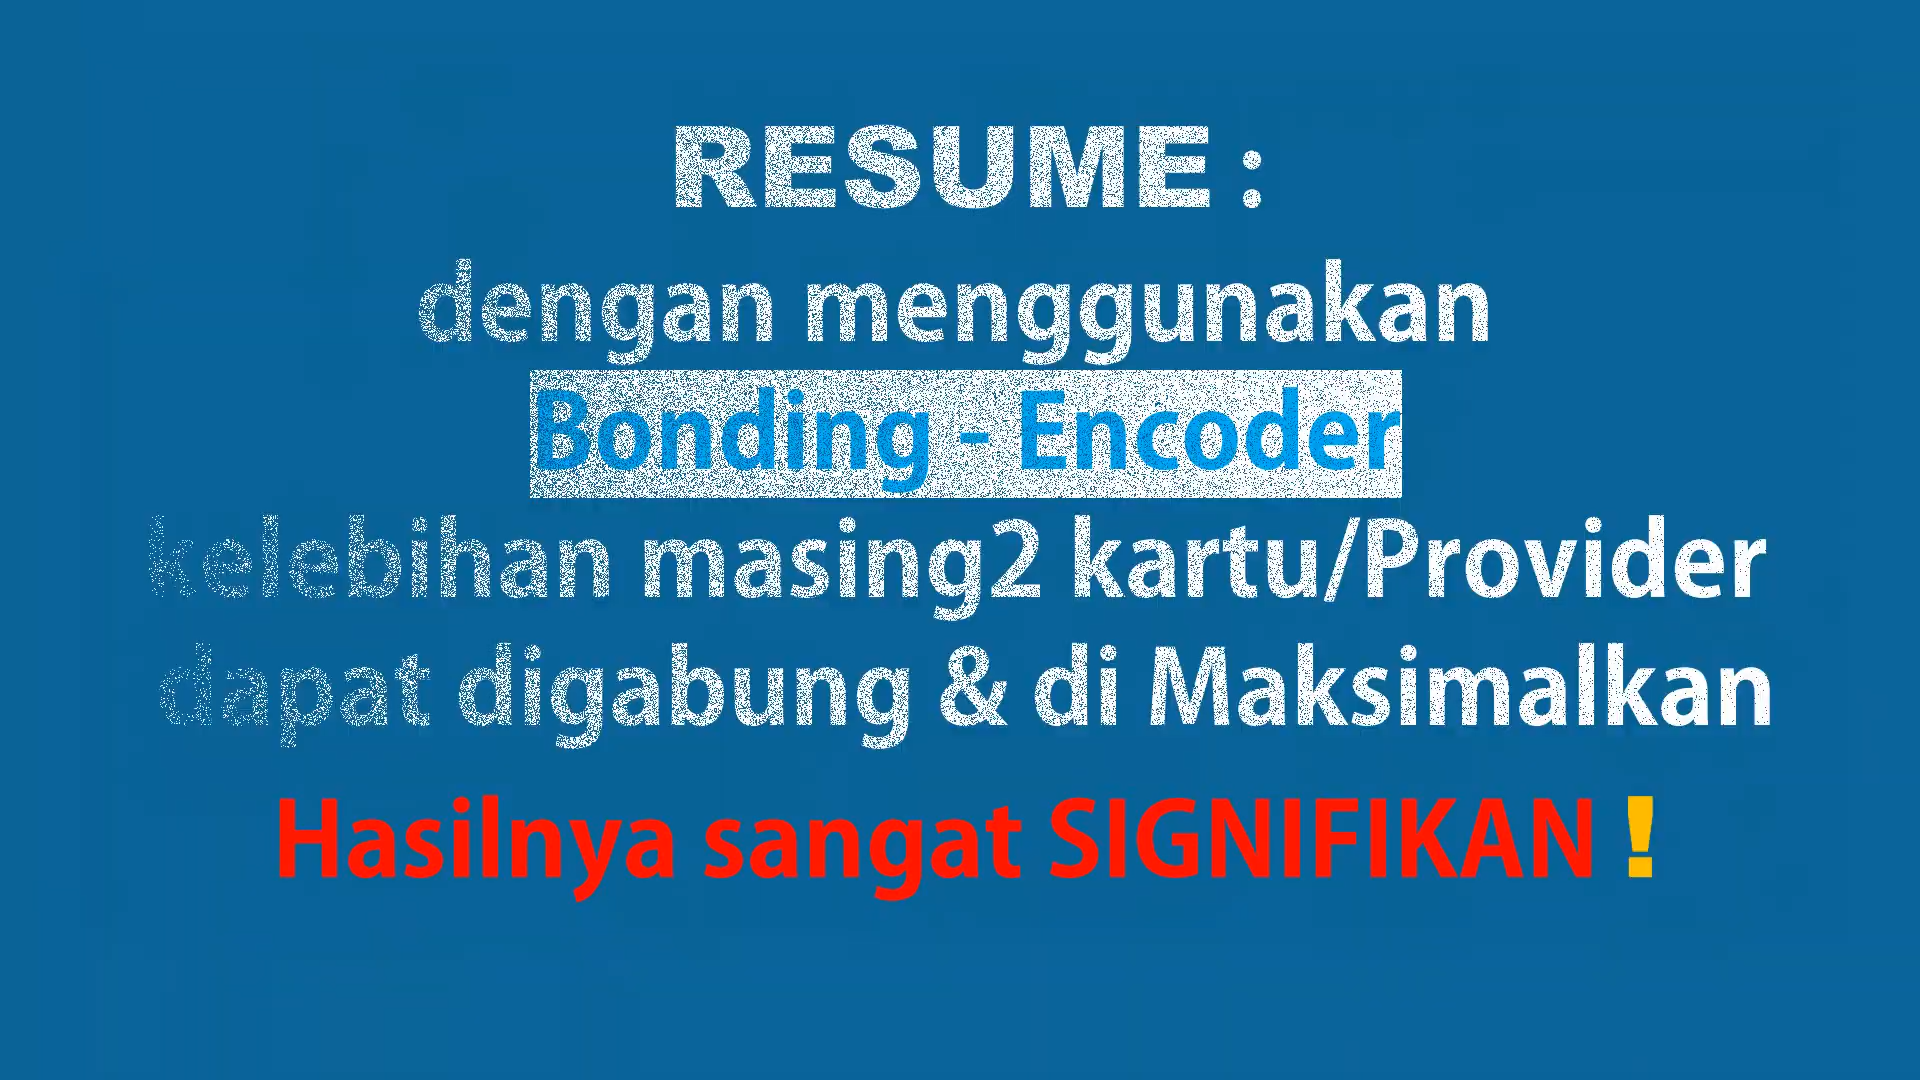 RESUME :
dengan menggunakan
Bonding - Encoder
kelebihan masing2 kartu/Provider
dapat digabung & di Maksimalkan
Hasilnya sangat SIGNIFIKAN !